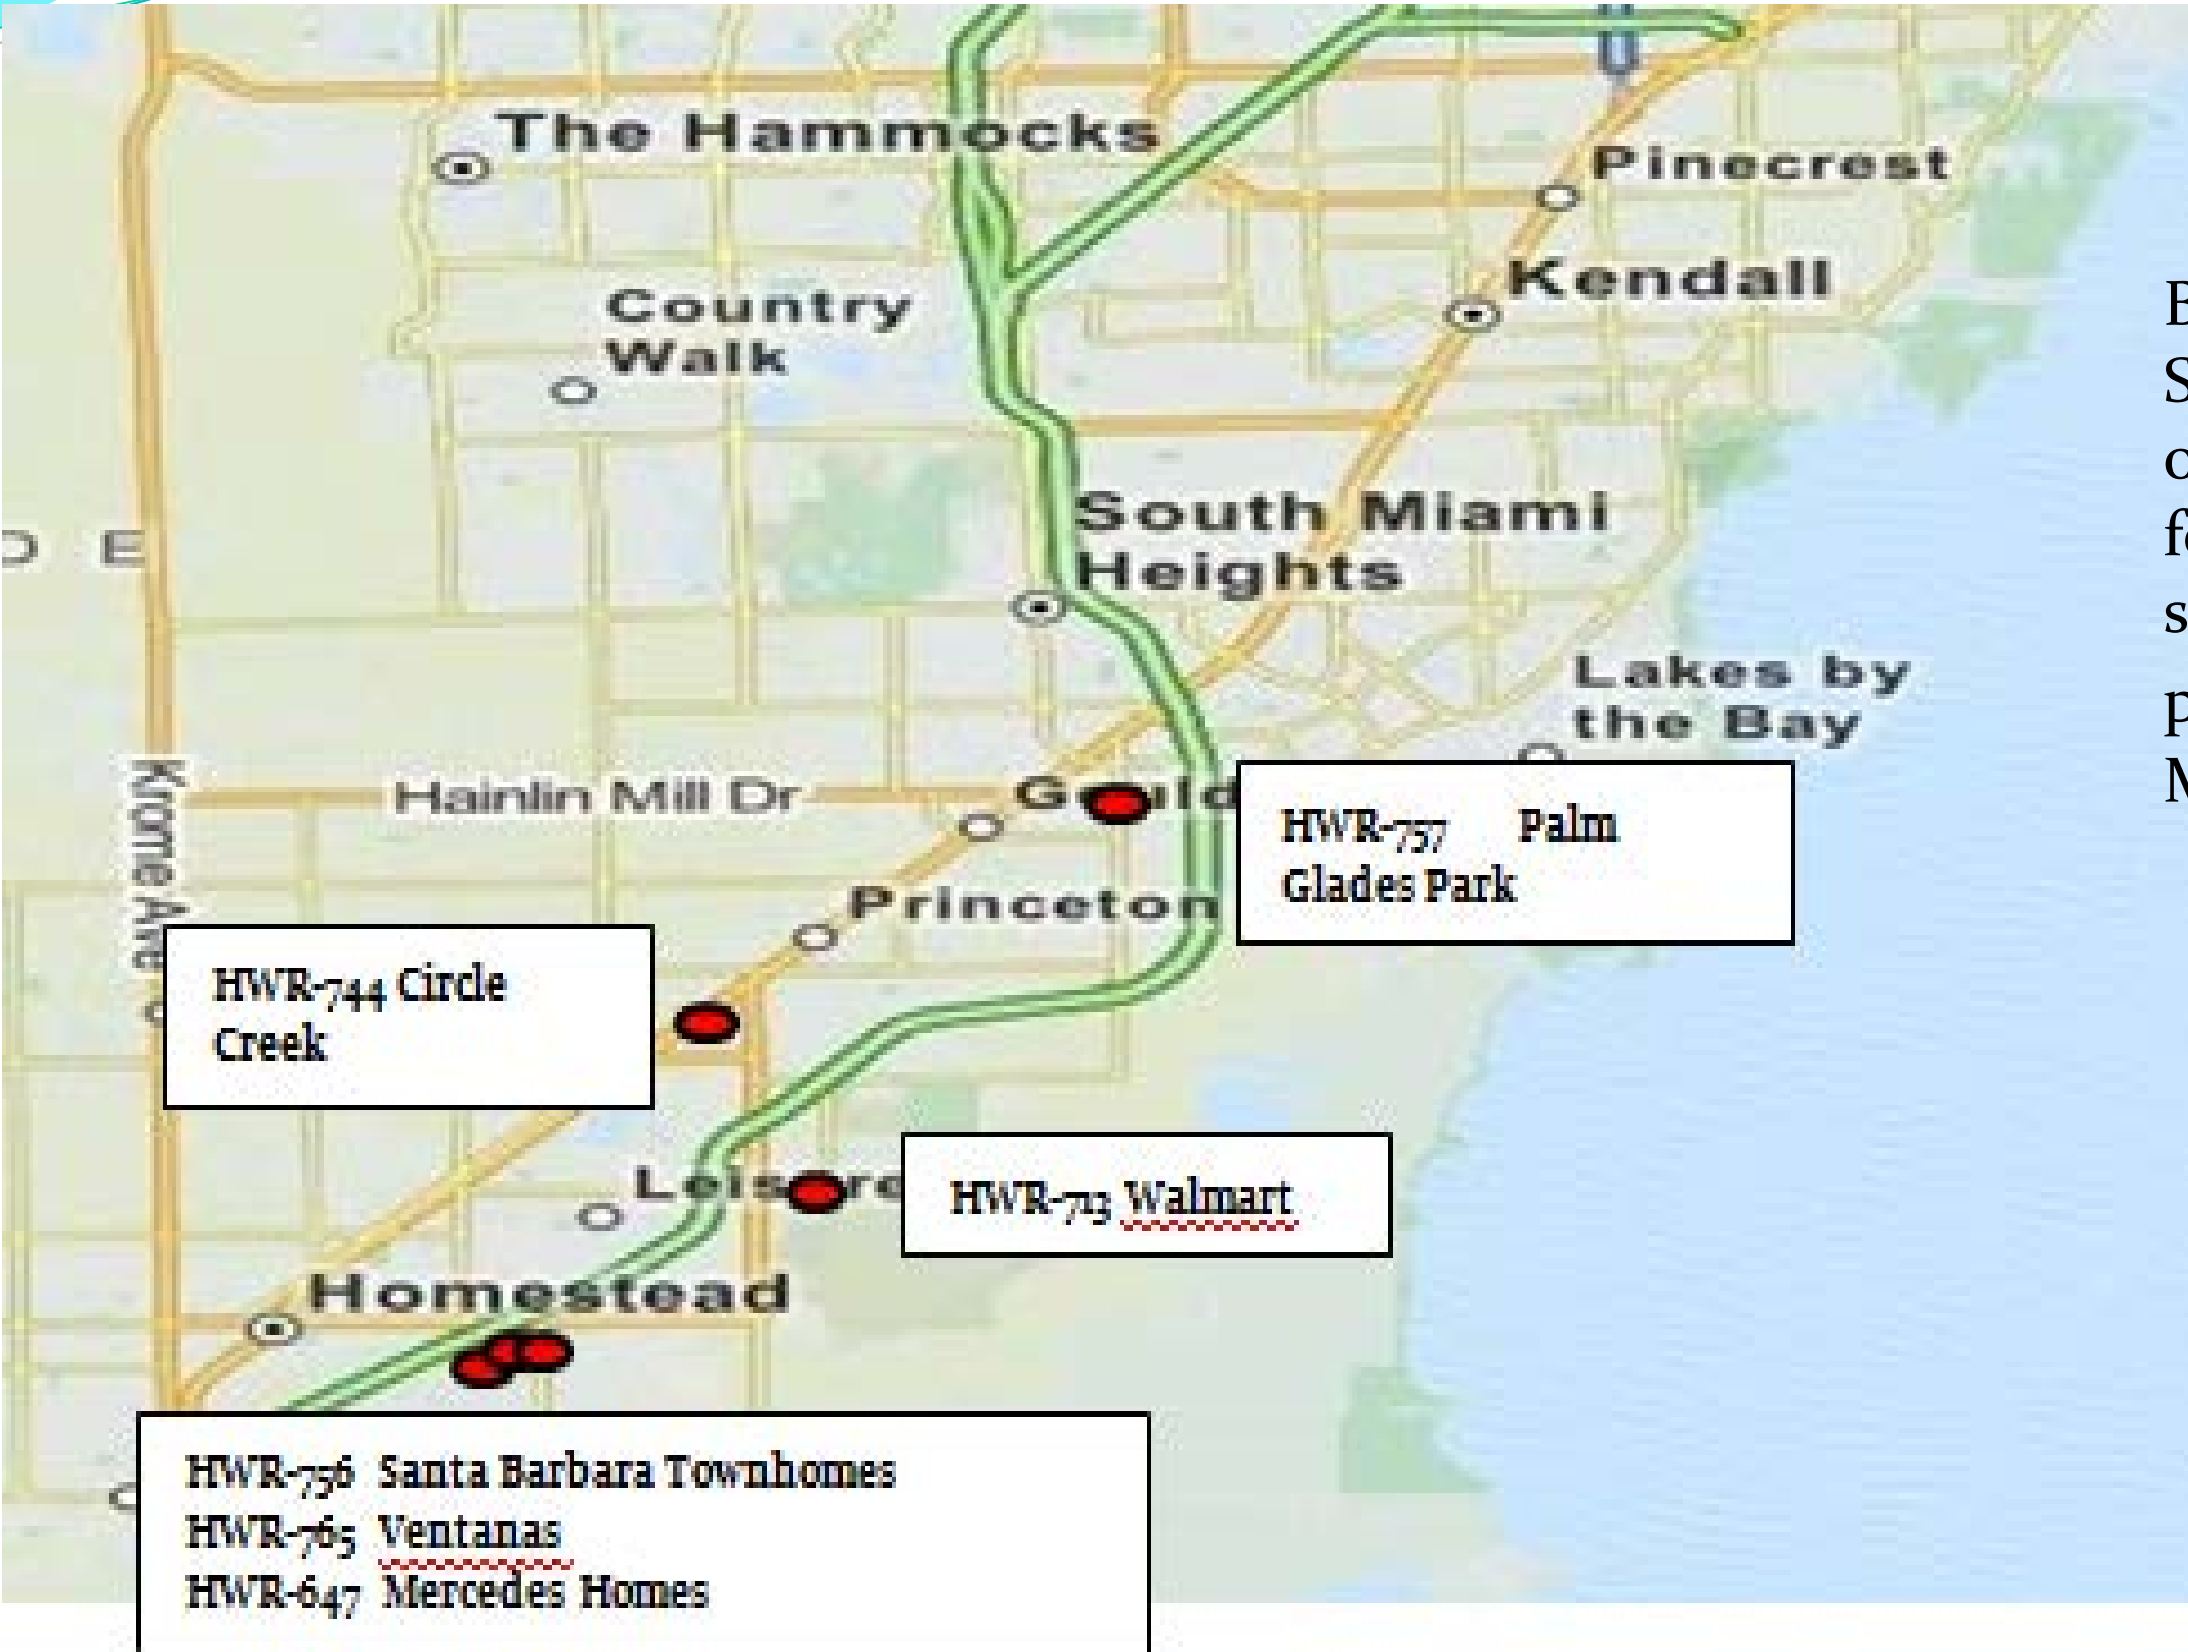 The Hammocks
Pinecrest
Kendall
Country
Walk
South Miami
Heights
D E
Lakes by
the Bay
Krome Ave
Hainlin Mill Dr
HWR-757 Palm
Glades Park
Princeton
HWR-744 Circle
Creek
HWR-713 Walmart
Homestead
HWR-756 Santa Barbara Townhomes
HWR-765 Ventanas
HWR-647 Mercedes Homes